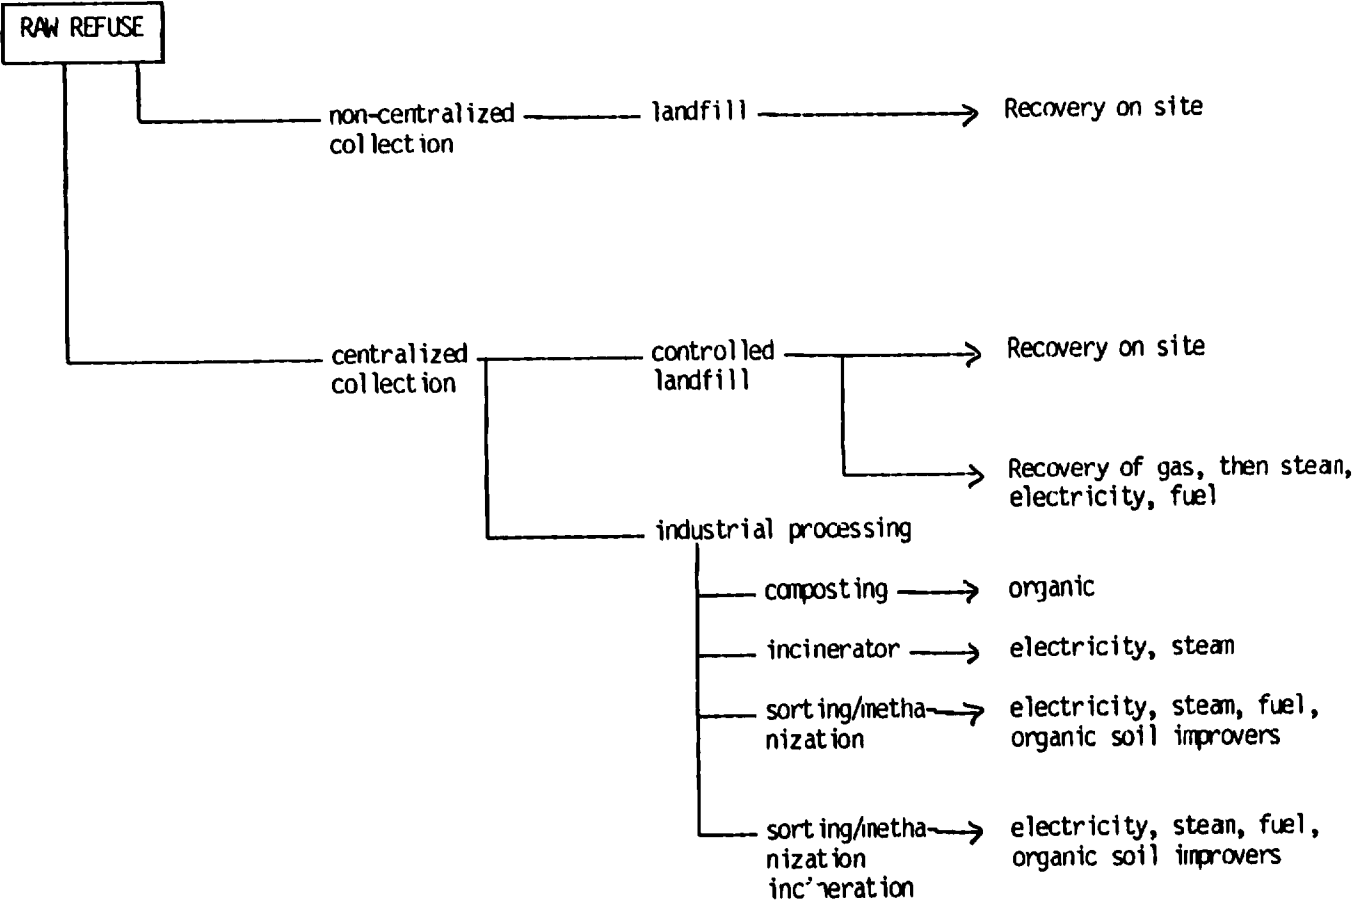 RAW REFUSE
non-centralized
collection
landfill
Recovery on site
centralized
collection
controlled
landfill
Recovery on site
Recovery of gas, then steam,
electricity, fuel
industrial processing
composting
organic
incinerator
electricity, steam
sorting/metha-
nization
electricity, steam, fuel,
organic soil improvers
sorting/metha-
nization
incineration
electricity, steam, fuel,
organic soil improvers